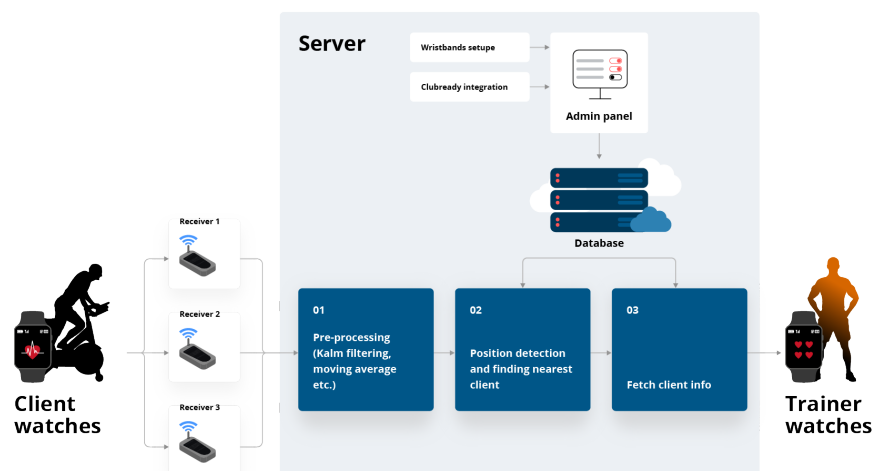 Server
Wristbands setupe
Clubready integration
Admin panel
Database
Receiver 1
Receiver 2
Receiver 3
01
Pre-processing
(Kalm filtering,
moving average
etc.)
02
Position detection
and finding nearest
client
03
Fetch client info
Client
watches
Trainer
watches